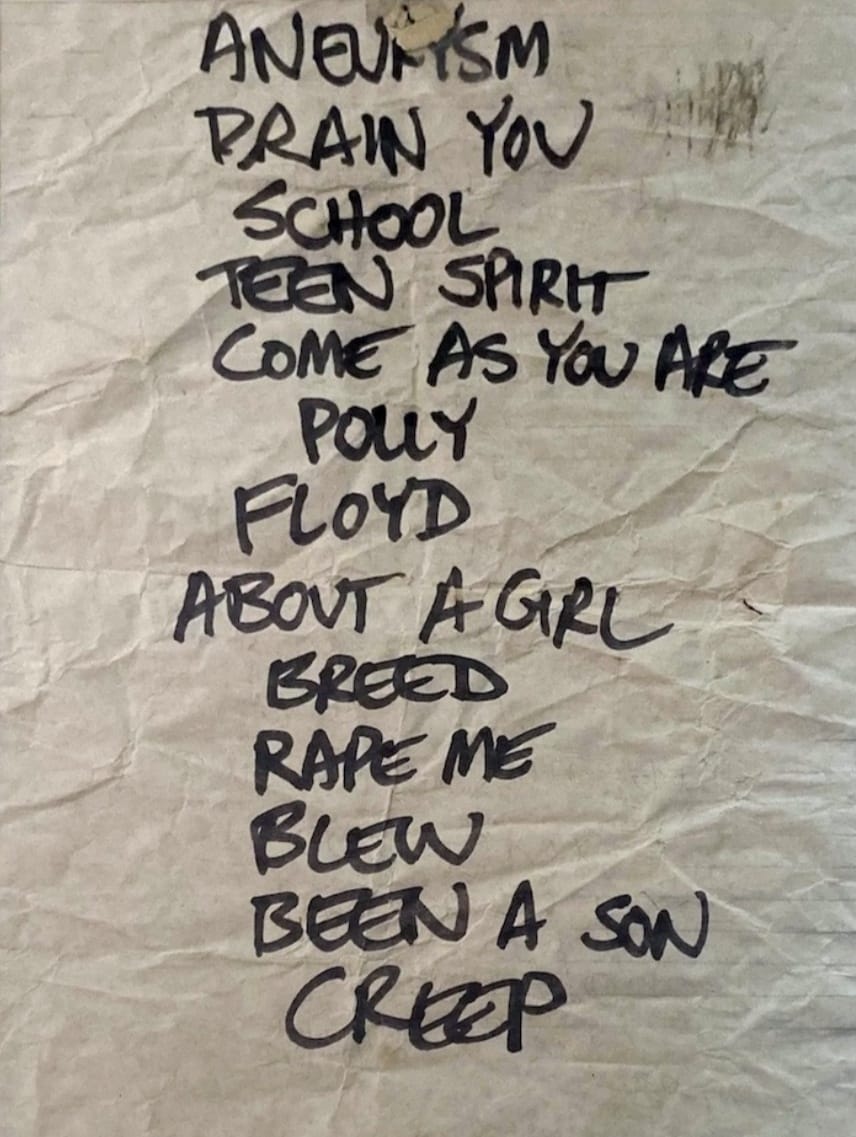 ANEURYSM
DRAIN YOU
SCHOOL
TEEN SPIRIT
COME AS YOU ARE
POLLY
FLOYD
ABOUT A GIRL
BREED
RAPE ME
BLEW
BEEN A SON
CREEP